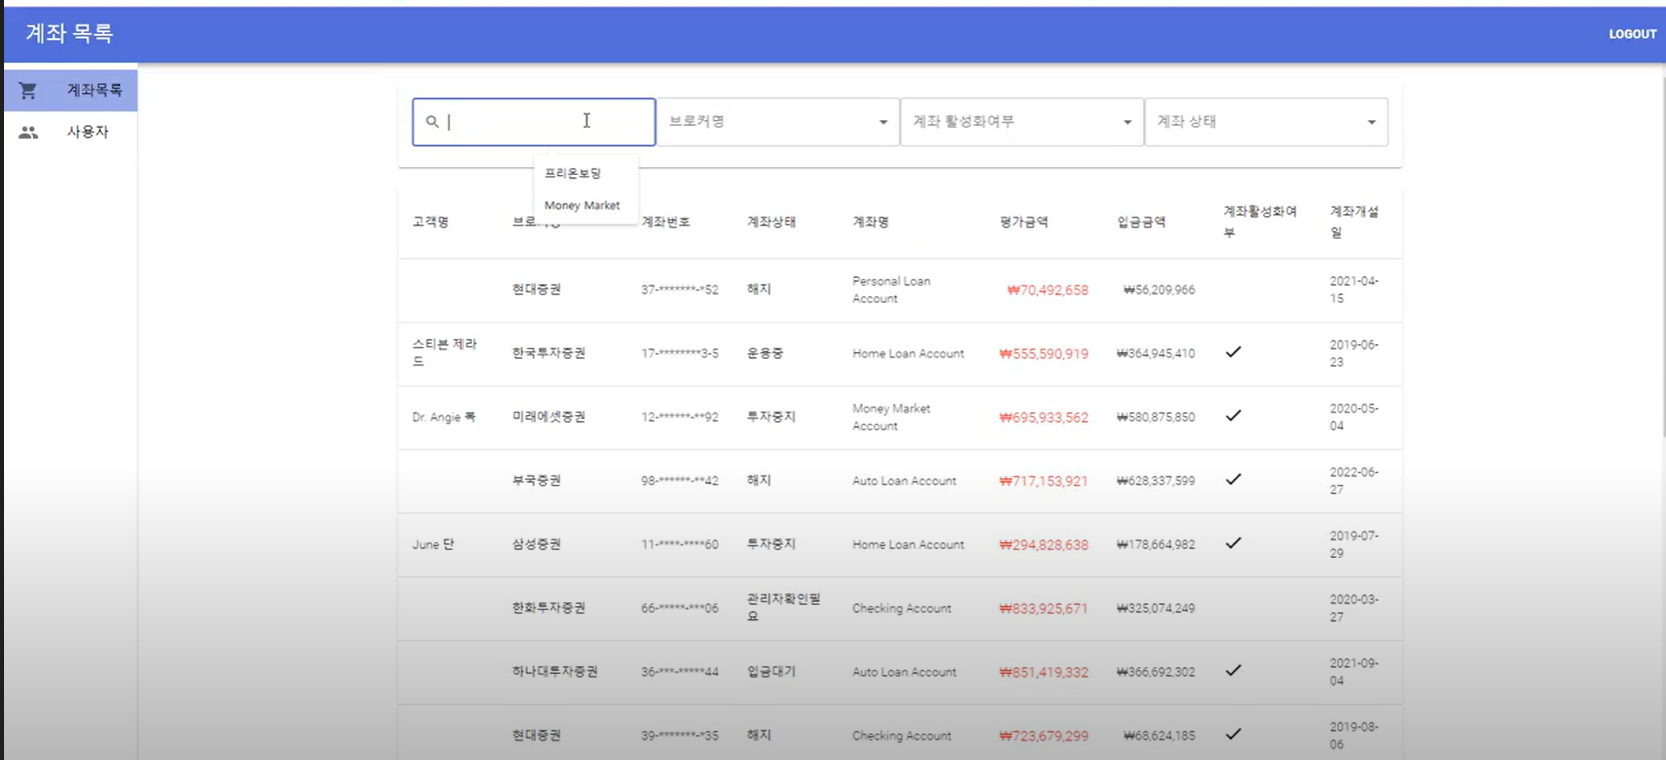 계좌 목록
LOGOUT
계좌목록
사용자
브로커명
계좌 활성화여부
계좌 상태
프리온보딩
Money Market
고객명
계좌번호
계좌상태
계좌명
평가금액
입금금액
계좌활성화여
부
계좌개설
일
현대증권
37-*******-*52
해지
Personal Loan
Account
₩70,492,658
₩56,209,966
2021-04-
15
스티븐 제라
드
한국투자증권
17-********3-5
운용중
Home Loan Account
₩555,590,919
₩364,945,410
2019-06-
23
Dr. Angie 목
미래에셋증권
12-******-**92
투자중지
Money Market
Account
₩695,933,562
₩580,875,850
2020-05-
04
부국증권
98-******-**42
해지
Auto Loan Account
₩717,153,921
₩628,337,599
2022-06-
27
June 단
삼성증권
11-****-****60
투자중지
Home Loan Account
₩294,828,638
₩178,664,982
2019-07-
29
한화투자증권
66-*****-***06
관리자확인필
요
Checking Account
₩833,925,671
₩325,074,249
2020-03-
27
하나대투자증권
36-***-*****44
입금대기
Auto Loan Account
₩851,419,332
₩366,692,302
2021-09-
04
현대증권
39-*******-*35
해지
Checking Account
₩723,679,299
₩68,624,185
2019-08-
06